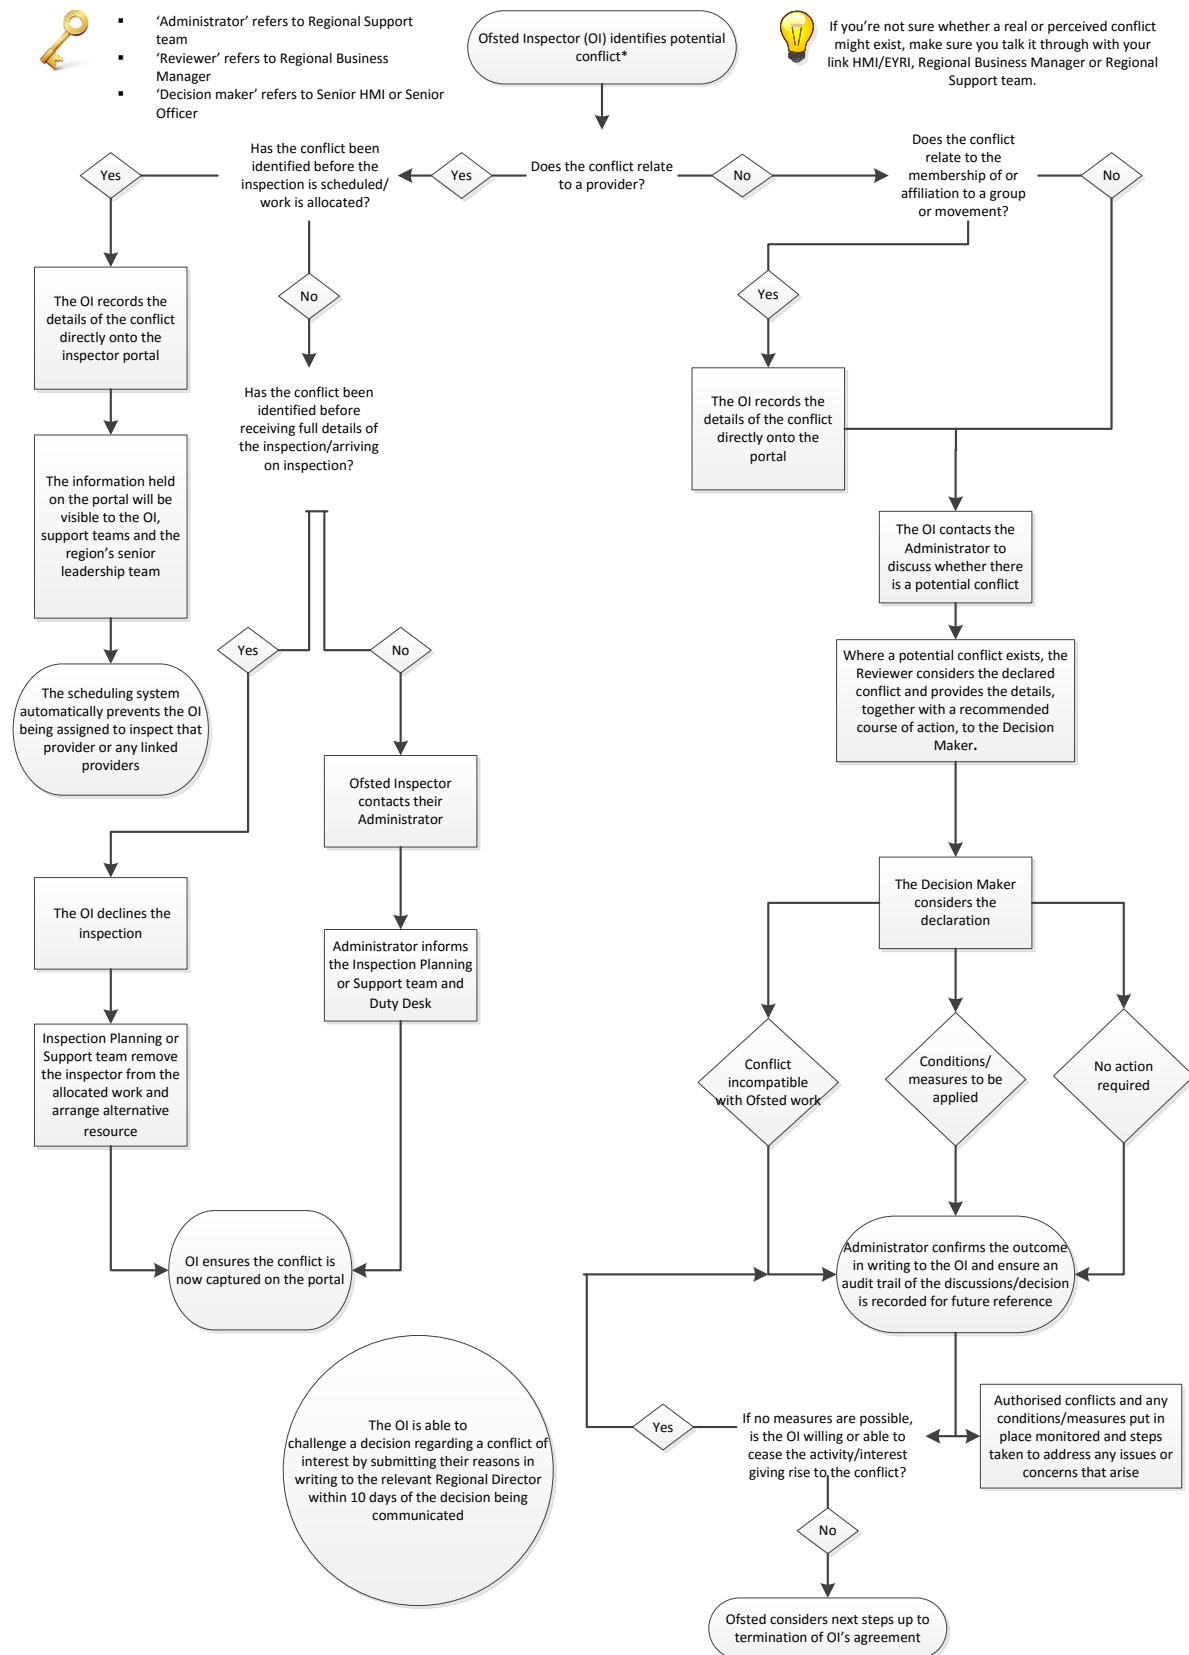 ▪ ‘Administrator’ refers to Regional Support
team
▪ ‘Reviewer’ refers to Regional Business
Manager
▪ ‘Decision maker’ refers to Senior HMI or Senior
Officer
Ofsted Inspector (OI) identifies potential
conflict*
If you’re not sure whether a real or perceived conflict
might exist, make sure you talk it through with your
link HMI/EYRI, Regional Business Manager or Regional
Support team.
Yes
Has the conflict been
identified before the
inspection is scheduled/
work is allocated?
Yes
Does the conflict relate
to a provider?
No
Does the conflict
relate to the
membership of or
affiliation to a group
or movement?
No
The OI records the
details of the conflict
directly onto the
inspector portal
No
Yes
Has the conflict been
identified before
receiving full details of
the inspection/arriving
on inspection?
The OI records the
details of the conflict
directly onto the
portal
The information held
on the portal will be
visible to the OI,
support teams and the
region’s senior
leadership team
The OI contacts the
Administrator to
discuss whether there
is a potential conflict
Yes
No
Where a potential conflict exists, the
Reviewer considers the declared
conflict and provides the details,
together with a recommended
course of action, to the Decision
Maker.
The scheduling system
automatically prevents the OI
being assigned to inspect that
provider or any linked
providers
Ofsted Inspector
contacts their
Administrator
The OI declines the
inspection
The Decision Maker
considers the
declaration
Administrator informs
the Inspection Planning
or Support team and
Duty Desk
Inspection Planning or
Support team remove
the inspector from the
allocated work and
arrange alternative
resource
Conflict
incompatible
with Ofsted work
Conditions/
measures to be
applied
No action
required
OI ensures the conflict is
now captured on the portal
Administrator confirms the outcome
in writing to the OI and ensure an
audit trail of the discussions/decision
is recorded for future reference
The OI is able to
challenge a decision regarding a conflict of
interest by submitting their reasons in
writing to the relevant Regional Director
within 10 days of the decision being
communicated
Yes
If no measures are possible,
is the OI willing or able to
cease the activity/interest
giving rise to the conflict?
Authorised conflicts and any
conditions/measures put in
place monitored and steps
taken to address any issues or
concerns that arise
No
Ofsted considers next steps up to
termination of OI’s agreement